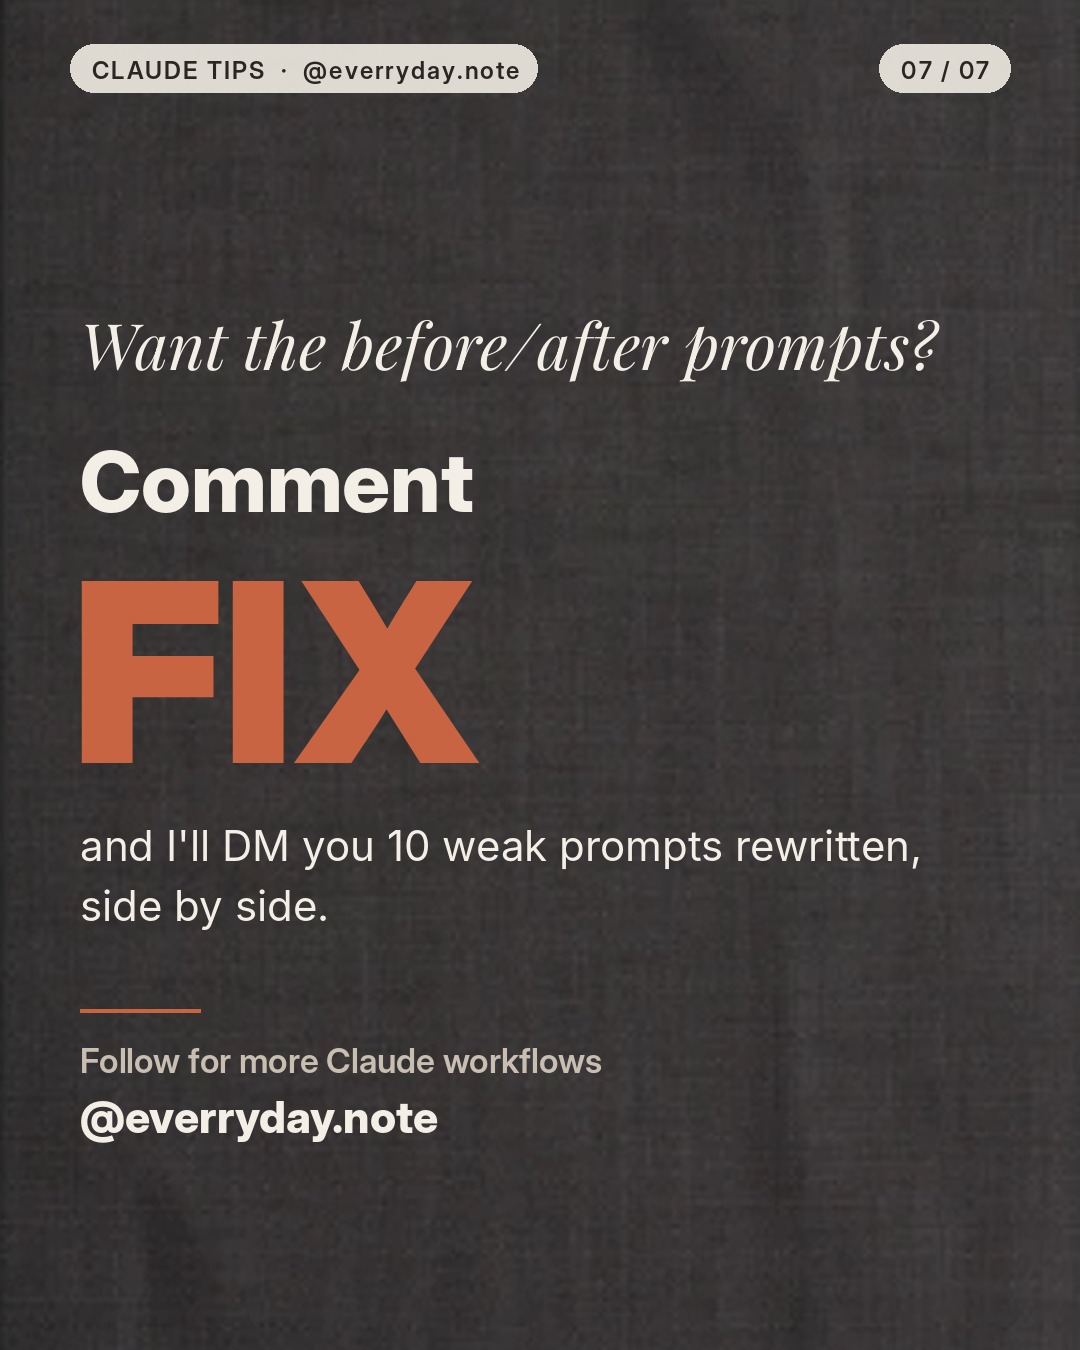 CLAUDE TIPS · @everryday.note
07 / 07
Want the before/after prompts?
Comment
FIX
and I'll DM you 10 weak prompts rewritten,
side by side.
Follow for more Claude workflows
@everryday.note